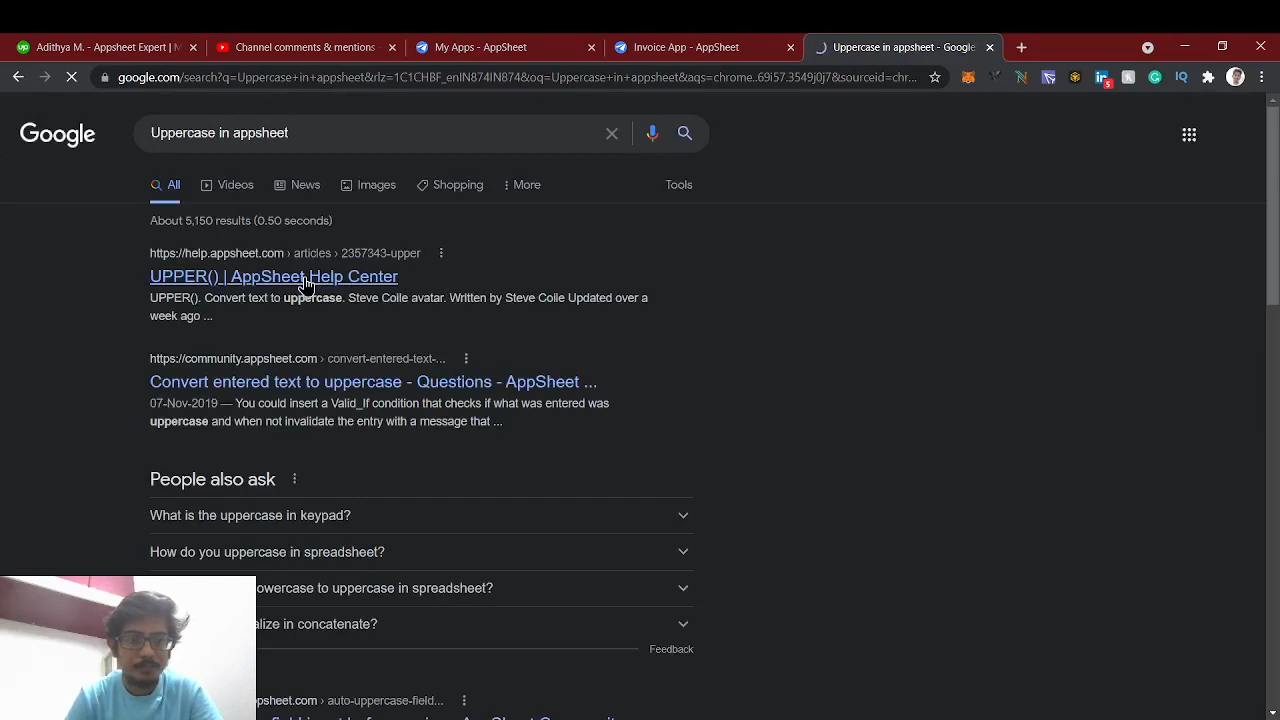 Adithya M. - Appsheet Expert | M
Channel comments & mentions -
My Apps - AppSheet
Invoice App - AppSheet
Uppercase in appsheet - Google
google.com/search?q=Uppercase+in+appsheet&rlz=1C1CHBF_enIN874IN874&oq=Uppercase+in+appsheet&aqs=chrome..69i57.3549j0j7&sourceid=chr...
5
Google
Uppercase in appsheet
All
Videos
News
Images
Shopping
More
Tools
About 5,150 results (0.50 seconds)
https://help.appsheet.com › articles › 2357343-upper
UPPER() | AppSheet Help Center
UPPER(). Convert text to uppercase. Steve Coile avatar. Written by Steve Coile Updated over a
week ago ...
https://community.appsheet.com › convert-entered-text-...
Convert entered text to uppercase - Questions - AppSheet ...
07-Nov-2019 — You could insert a Valid_If condition that checks if what was entered was
uppercase and when not invalidate the entry with a message that ...
People also ask
What is the uppercase in keypad?
How do you uppercase in spreadsheet?
owercase to uppercase in spreadsheet?
alize in concatenate?
Feedback
psheet.com › auto-uppercase-field...